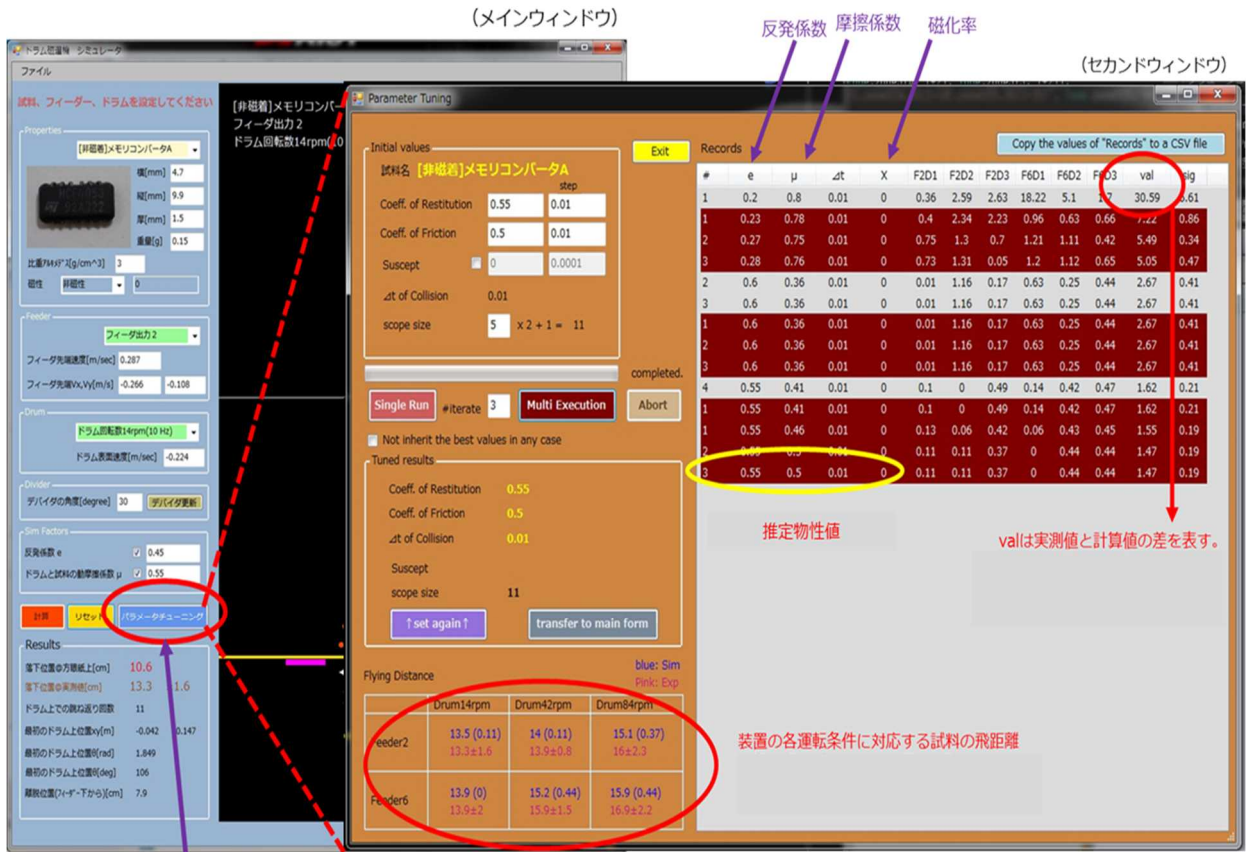 (メインウィンドウ)
反発係数 摩擦係数 磁化率
(セカンドウィンドウ)
ドラム磁選機 シミュレータ
ファイル
試料、フィーダー、ドラムを設定してください
Properties
[非磁着]メモリコンバータA
横[mm] 4.7
縦[mm] 9.9
厚[mm] 1.5
重量[g] 0.15
比重アルキメデス[g/cm^3] 3
磁性 非磁性 0
Feeder
フィーダ出力2
フィーダ先端速度[m/sec] 0.287
フィーダ先端Vx,Vy[m/s] -0.266 -0.108
Drum
ドラム回転数14rpm(10 Hz)
ドラム表面速度[m/sec] -0.224
Divider
デバイダの角度[degree] 30 デバイダ更新
Sim Factors
反発係数 e 0.45
ドラムと試料の動摩擦係数 μ 0.55
計算 リセット パラメータチューニング
Results
落下位置@方眼紙上[cm] 10.6
落下位置@実測値[cm] 13.3 1.6
ドラム上での跳ね返り回数 11
最初のドラム上位置xy[m] -0.042 0.147
最初のドラム上位置θ[rad] 1.849
最初のドラム上位置θ[deg] 106
離脱位置(フィーダー下から)[cm] 7.9
[非磁着]メモリコンバー
フィーダ出力2
ドラム回転数14rpm(10
Parameter Tuning
Initial values
試料名 [非磁着]メモリコンバータA
step
Coeff. of Restitution 0.55 0.01
Coeff. of Friction 0.5 0.01
Suscept 0 0.0001
⊿t of Collision 0.01
scope size 5 x 2 + 1 = 11
Exit
completed.
Single Run #iterate 3 Multi Execution Abort
Not inherit the best values in any case
Tuned results
Coeff. of Restitution 0.55
Coeff. of Friction 0.5
⊿t of Collision 0.01
Suscept
scope size 11
↑set again↑ transfer to main form
Flying Distance
blue: Sim
Pink: Exp
Drum14rpm Drum42rpm Drum84rpm
Feeder2 13.5 (0.11) 14 (0.11) 15.1 (0.37)
13.3±1.6 13.9±0.8 16±2.3
Feeder6 13.9 (0) 15.2 (0.44) 15.9 (0.44)
13.9±2 15.9±1.5 16.9±2.2
Records Copy the values of "Records" to a CSV file
# e μ ⊿t X F2D1 F2D2 F2D3 F6D1 F6D2 F6D3 val sig
1 0.2 0.8 0.01 0 0.36 2.59 2.63 18.22 5.1 30.59 6.61
1 0.23 0.78 0.01 0 0.4 2.34 2.23 0.96 0.63 0.66 7.22 0.86
2 0.27 0.75 0.01 0 0.75 1.3 0.7 1.21 1.11 0.42 5.49 0.34
3 0.28 0.76 0.01 0 0.73 1.31 0.05 1.2 1.12 0.65 5.05 0.47
2 0.6 0.36 0.01 0 0.01 1.16 0.17 0.63 0.25 0.44 2.67 0.41
3 0.6 0.36 0.01 0 0.01 1.16 0.17 0.63 0.25 0.44 2.67 0.41
1 0.6 0.36 0.01 0 0.01 1.16 0.17 0.63 0.25 0.44 2.67 0.41
2 0.6 0.36 0.01 0 0.01 1.16 0.17 0.63 0.25 0.44 2.67 0.41
3 0.6 0.36 0.01 0 0.01 1.16 0.17 0.63 0.25 0.44 2.67 0.41
4 0.55 0.41 0.01 0 0.1 0 0.49 0.14 0.42 0.47 1.62 0.21
1 0.55 0.41 0.01 0 0.1 0 0.49 0.14 0.42 0.47 1.62 0.21
1 0.55 0.46 0.01 0 0.13 0.06 0.42 0.06 0.43 0.45 1.55 0.19
2 0.55 0.5 0.01 0 0.11 0.11 0.37 0 0.44 0.44 1.47 0.19
3 0.55 0.5 0.01 0 0.11 0.11 0.37 0 0.44 0.44 1.47 0.19
推定物性値
valは実測値と計算値の差を表す。
装置の各運転条件に対応する試料の飛距離